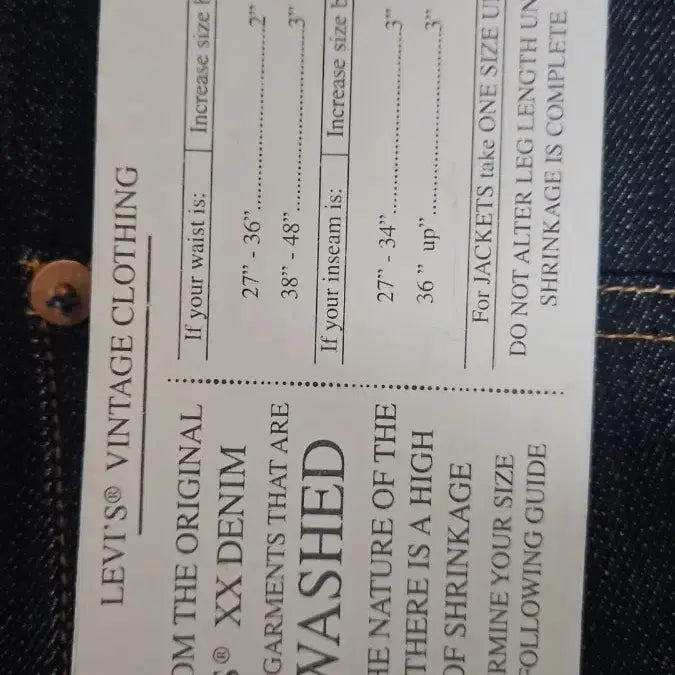 LEVI'S® VINTAGE CLOTHING
OM THE ORIGINAL
® XX DENIM
GARMENTS THAT ARE
WASHED
HE NATURE OF THE
THERE IS A HIGH
OF SHRINKAGE
RMINE YOUR SIZE
FOLLOWING GUIDE
If your waist is: Increase size b
27” - 36”..............................2”
38” - 48”..............................3”
If your inseam is: Increase size b
27” - 34”..............................3”
36 ” up”..............................3”
For JACKETS take ONE SIZE U
DO NOT ALTER LEG LENGTH UN
SHRINKAGE IS COMPLETE